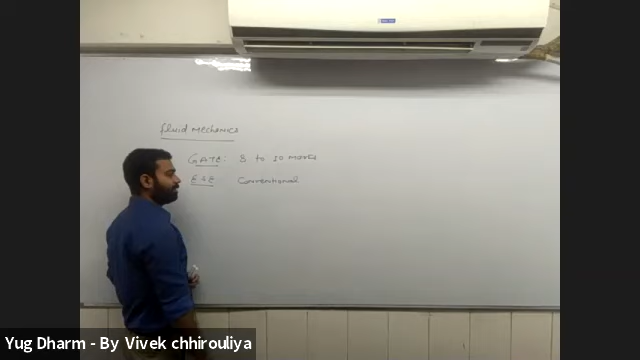 fluid mechanics
GATE: 8 to 10 marks
ESE Conventional
Yug Dharm - By Vivek chhirouliya